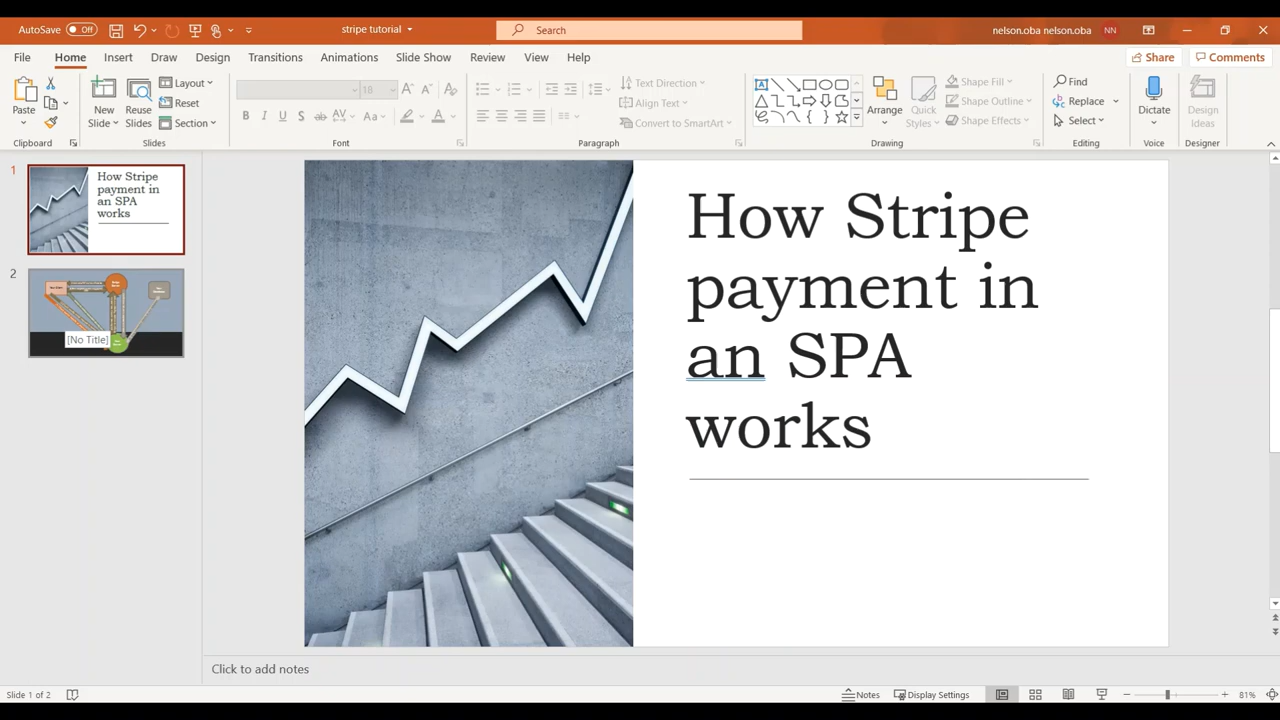 AutoSave Off
stripe tutorial
Search
nelson.oba nelson.oba NN
File Home Insert Draw Design Transitions Animations Slide Show Review View Help
Share Comments
Paste
New Slide
Reuse Slides
Layout
Reset
Section
18
Text Direction
Align Text
Convert to SmartArt
Arrange
Quick Styles
Shape Fill
Shape Outline
Shape Effects
Find
Replace
Select
Dictate
Design Ideas
Clipboard Slides Font Paragraph Drawing Editing Voice Designer
1
How Stripe
payment in
an SPA
works
2
[No Title]
How Stripe
payment in
an SPA
works
Click to add notes
Slide 1 of 2
Notes Display Settings 81%